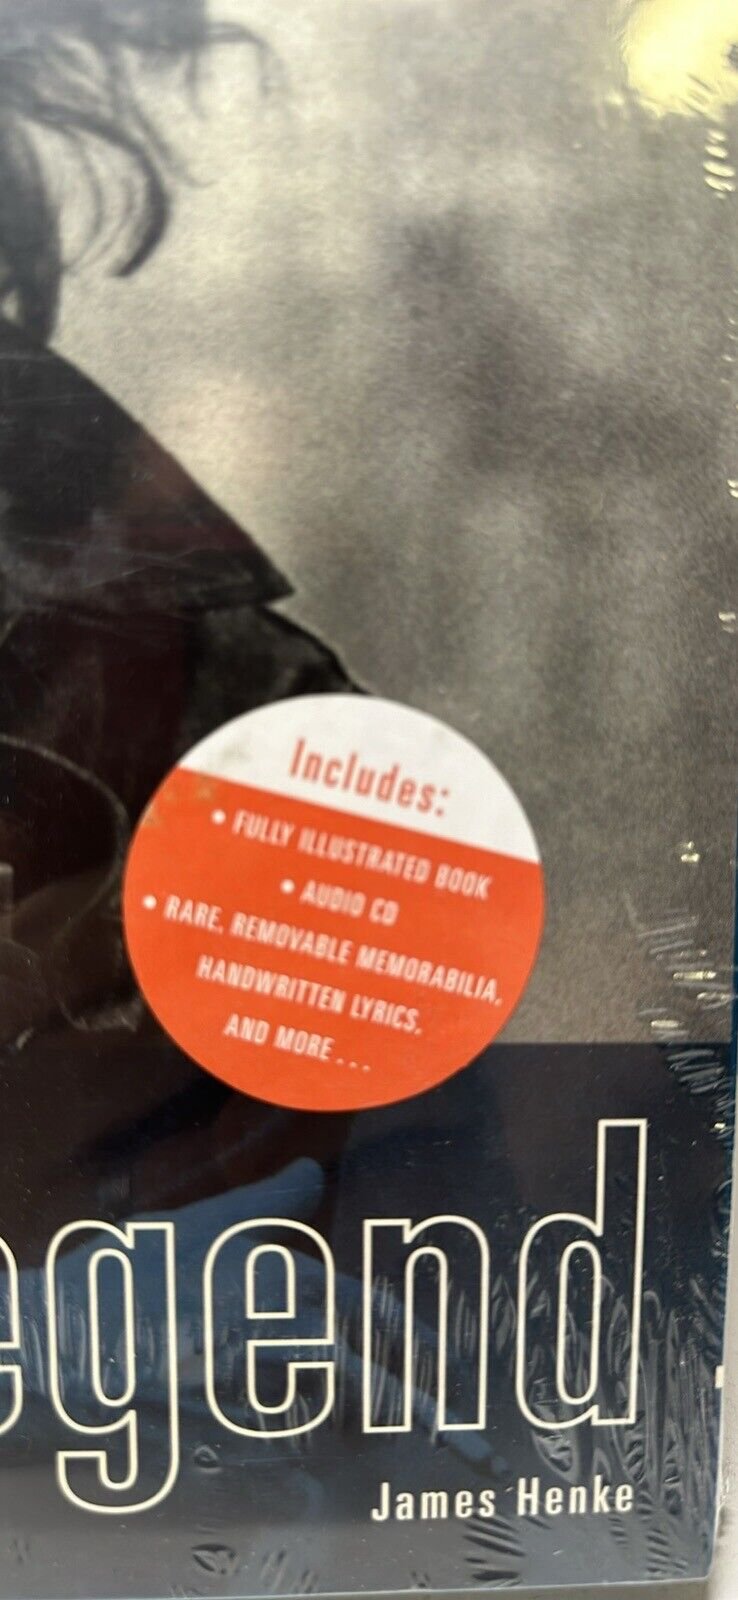 Includes:
• FULLY ILLUSTRATED BOOK
• AUDIO CD
• RARE, REMOVABLE MEMORABILIA,
HANDWRITTEN LYRICS,
AND MORE...
egend
James Henke